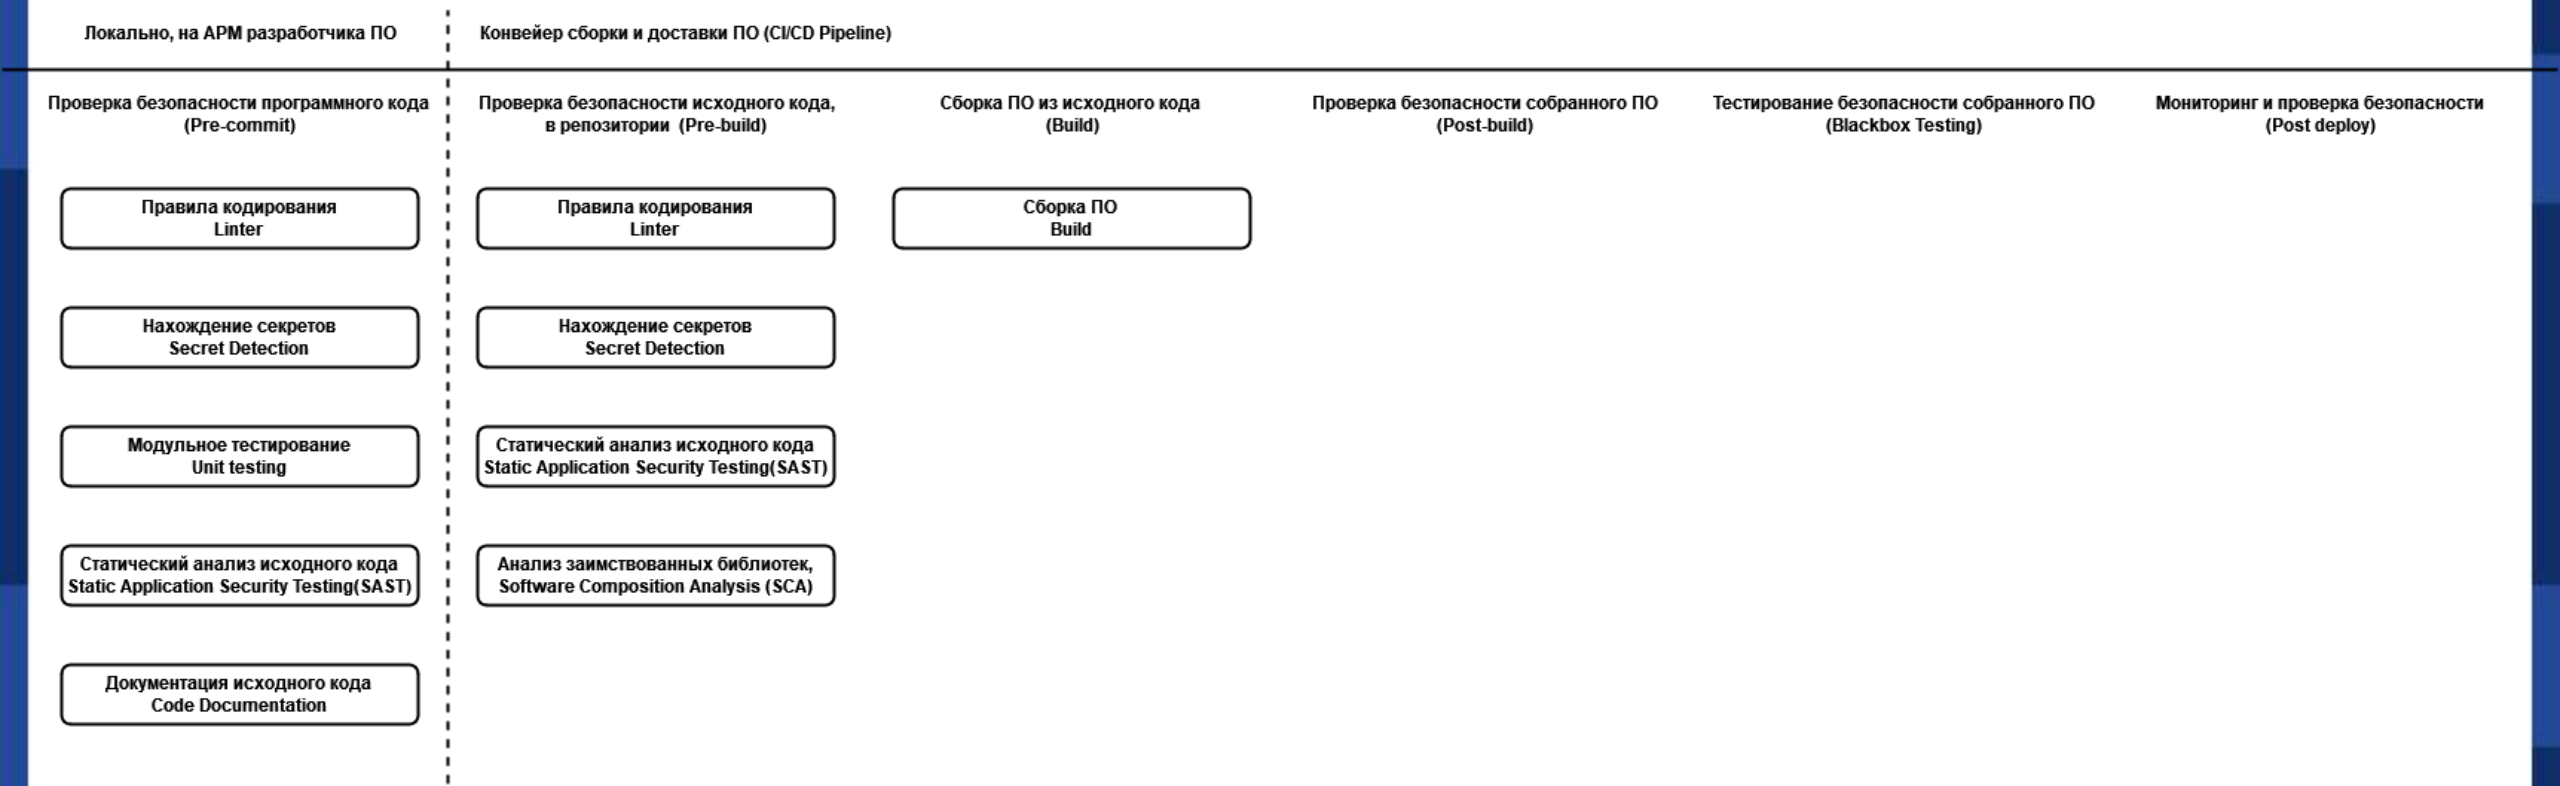 Локально, на АРМ разработчика ПО
Конвейер сборки и доставки ПО (CI/CD Pipeline)
Проверка безопасности программного кода
(Pre-commit)
Проверка безопасности исходного кода,
в репозитории (Pre-build)
Сборка ПО из исходного кода
(Build)
Проверка безопасности собранного ПО
(Post-build)
Тестирование безопасности собранного ПО
(Blackbox Testing)
Мониторинг и проверка безопасности
(Post deploy)
Правила кодирования
Linter
Нахождение секретов
Secret Detection
Модульное тестирование
Unit testing
Статический анализ исходного кода
Static Application Security Testing(SAST)
Документация исходного кода
Code Documentation
Правила кодирования
Linter
Нахождение секретов
Secret Detection
Статический анализ исходного кода
Static Application Security Testing(SAST)
Анализ заимствованных библиотек,
Software Composition Analysis (SCA)
Сборка ПО
Build